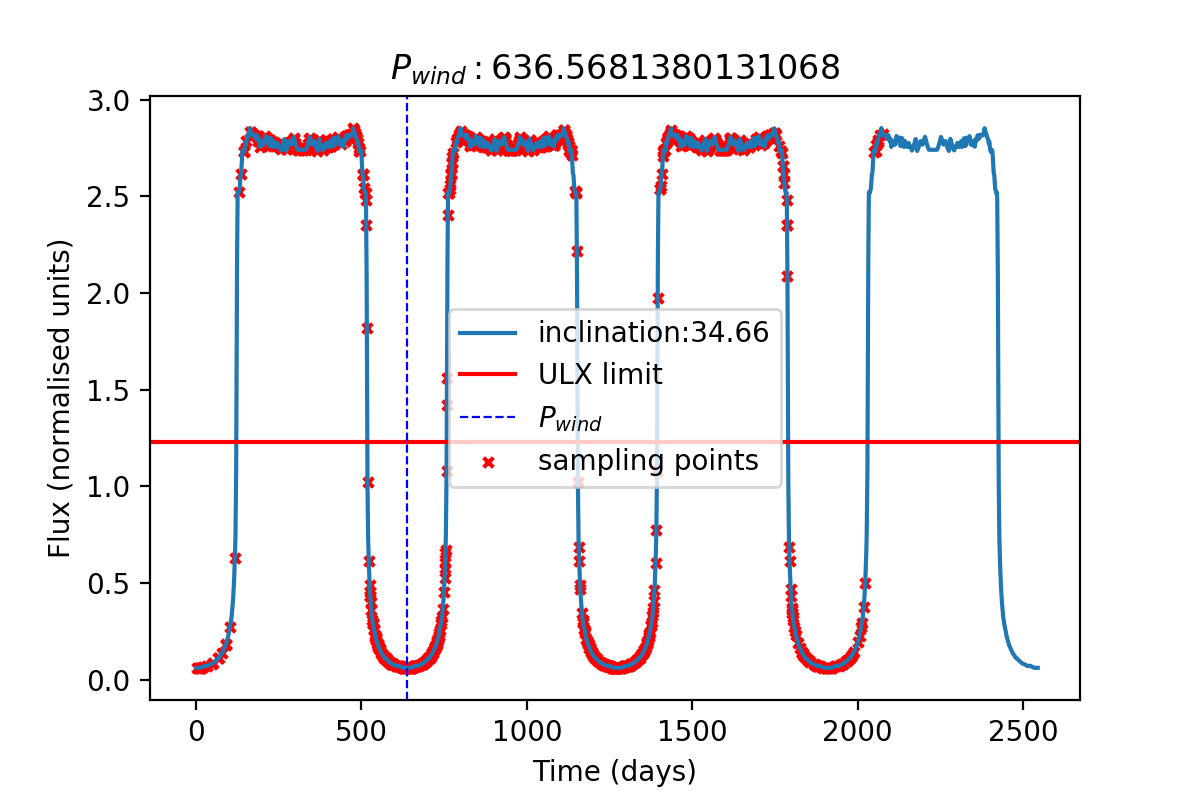 P_wind : 636.5681380131068
3.0
2.5
2.0
1.5
1.0
0.5
0.0
Flux (normalised units)
inclination:34.66
ULX limit
P_wind
sampling points
0 500 1000 1500 2000 2500
Time (days)